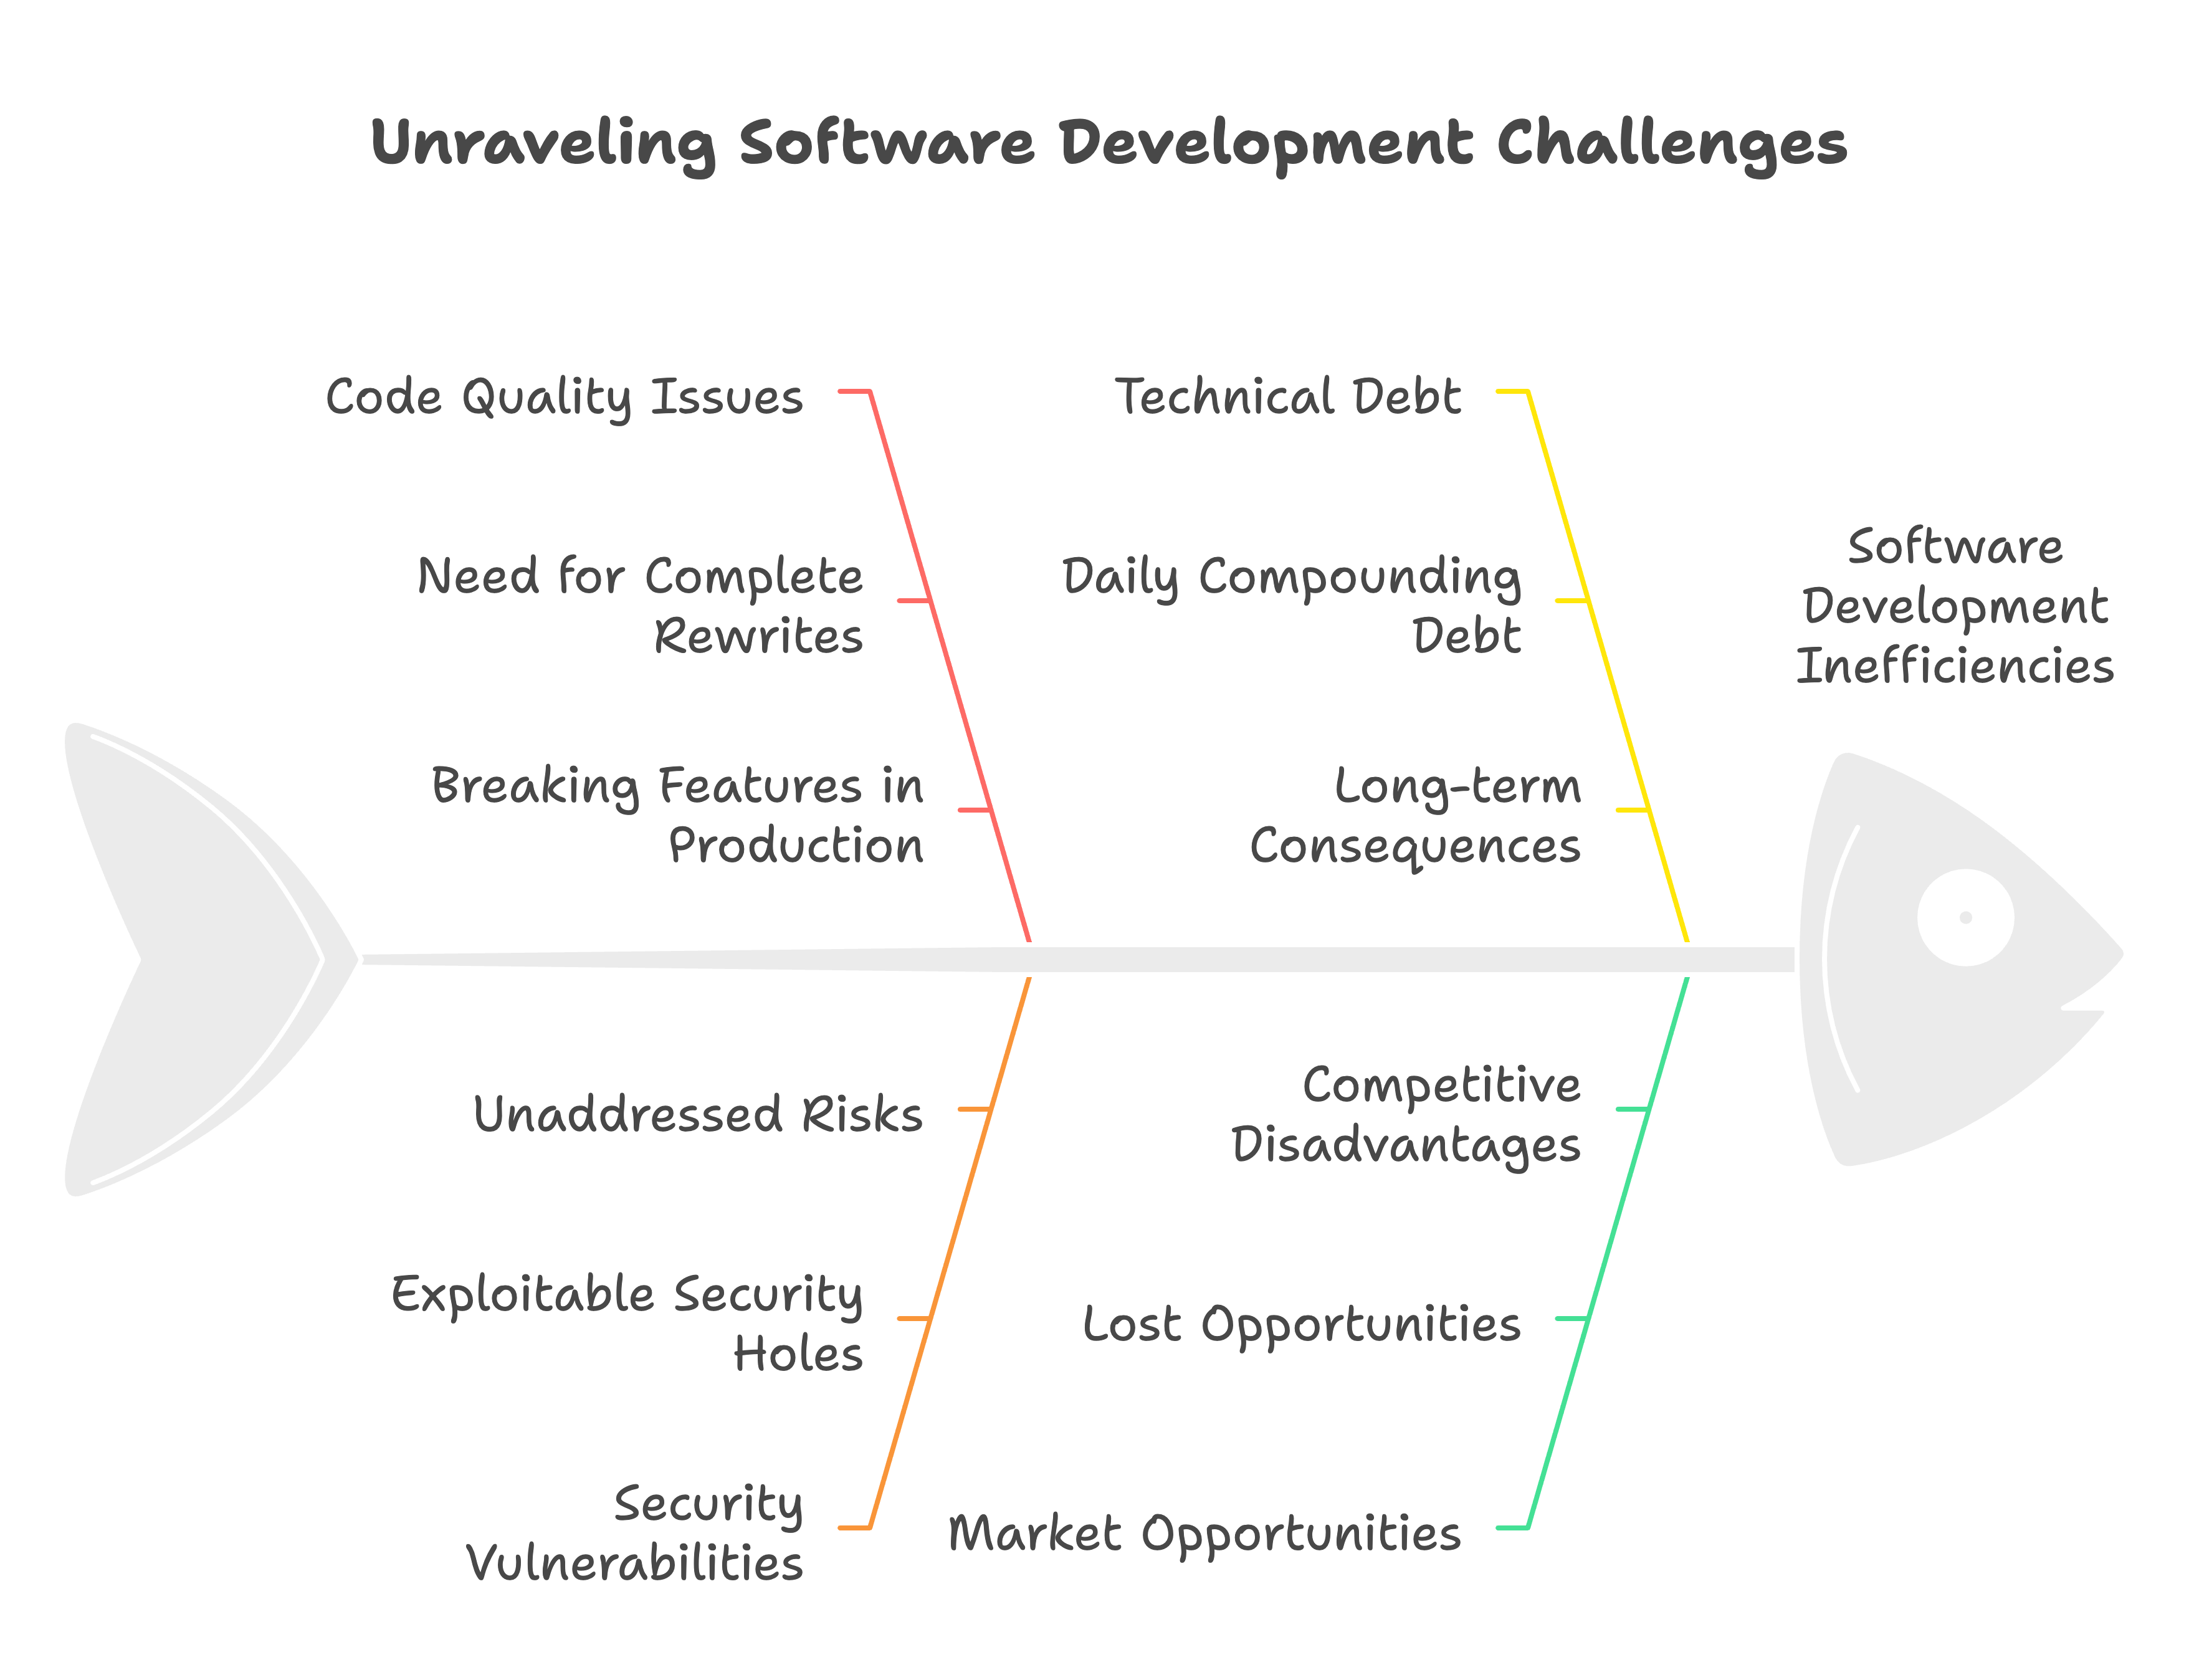 Unraveling Software Development Challenges
Code Quality Issues
Need for Complete
Rewrites
Breaking Features in
Production
Technical Debt
Daily Compounding
Debt
Long-term
Consequences
Software
Development
Inefficiencies
Unaddressed Risks
Exploitable Security
Holes
Security
Vulnerabilities
Competitive
Disadvantages
Lost Opportunities
Market Opportunities